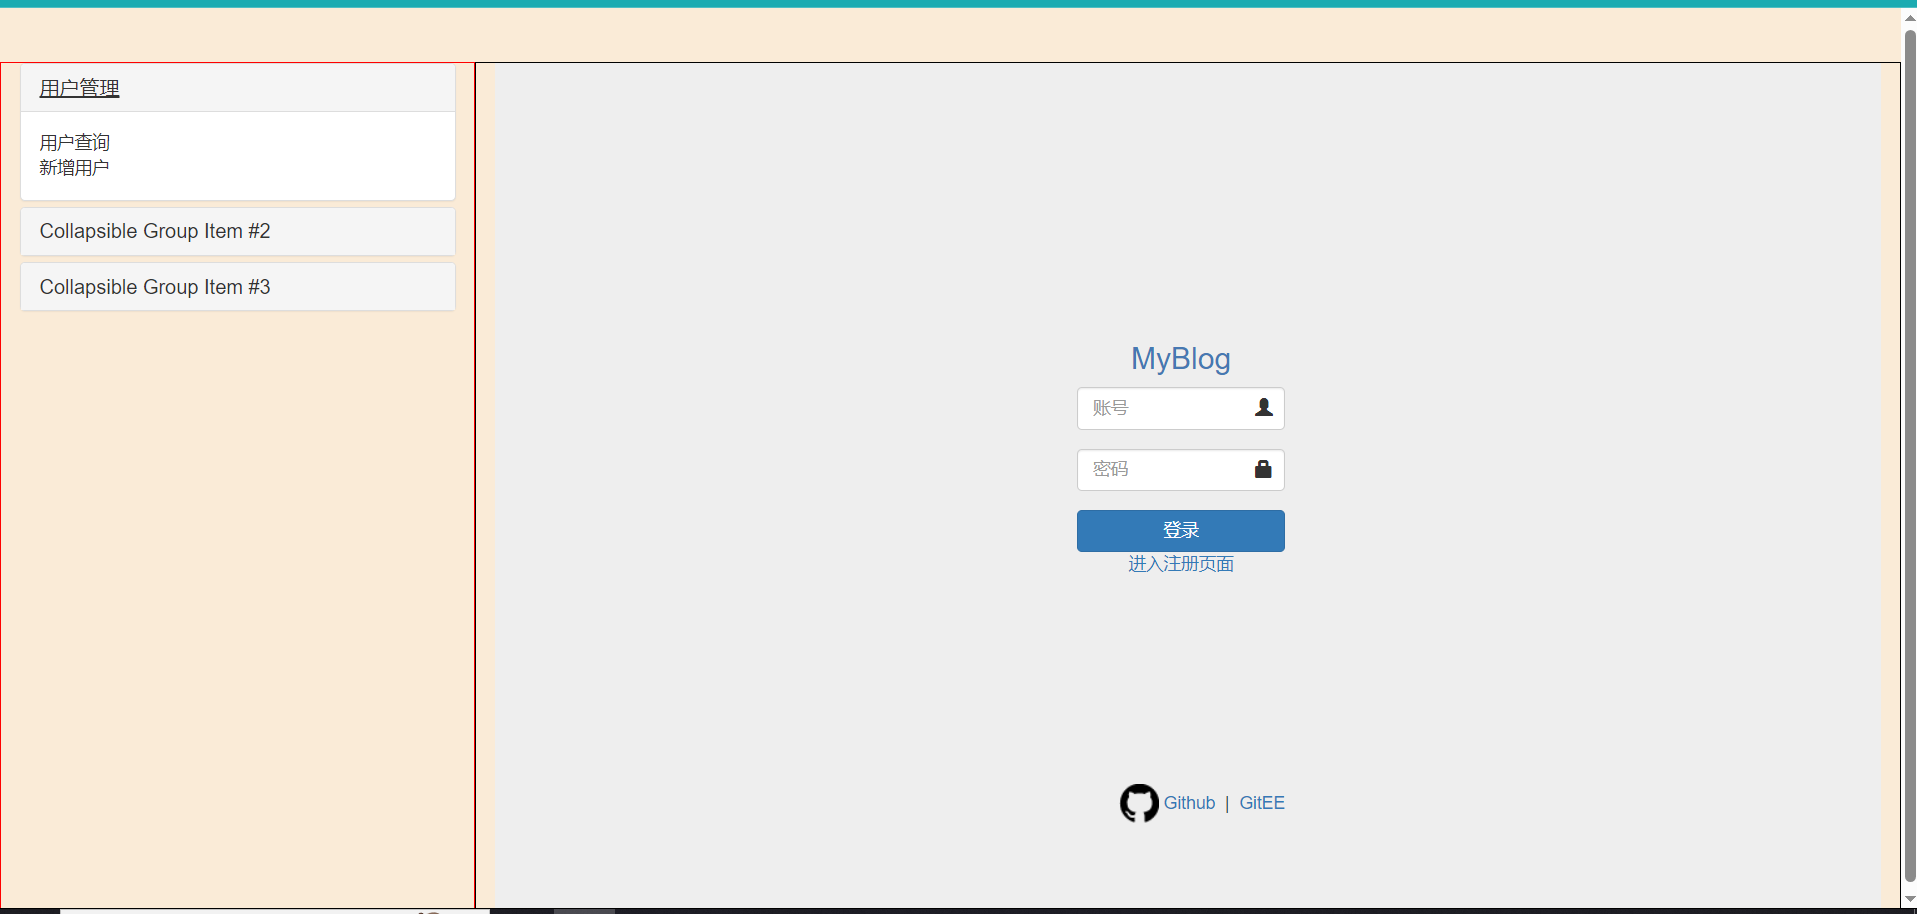 用户管理
用户查询
新增用户
Collapsible Group Item #2
Collapsible Group Item #3
MyBlog
账号
密码
登录
进入注册页面
Github | GitEE